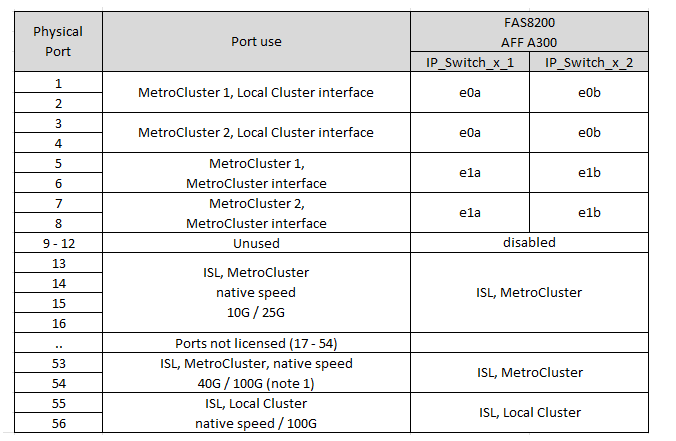 Physical Port
Port use
FAS8200
AFF A300
IP_Switch_x_1
IP_Switch_x_2
1
2
MetroCluster 1, Local Cluster interface
e0a
e0b
3
4
MetroCluster 2, Local Cluster interface
e0a
e0b
5
6
MetroCluster 1,
MetroCluster interface
e1a
e1b
7
8
MetroCluster 2,
MetroCluster interface
e1a
e1b
9 - 12
Unused
disabled
13
14
15
16
ISL, MetroCluster
native speed
10G / 25G
ISL, MetroCluster
..
Ports not licensed (17 - 54)
53
54
ISL, MetroCluster, native speed
40G / 100G (note 1)
ISL, MetroCluster
55
56
ISL, Local Cluster
native speed / 100G
ISL, Local Cluster